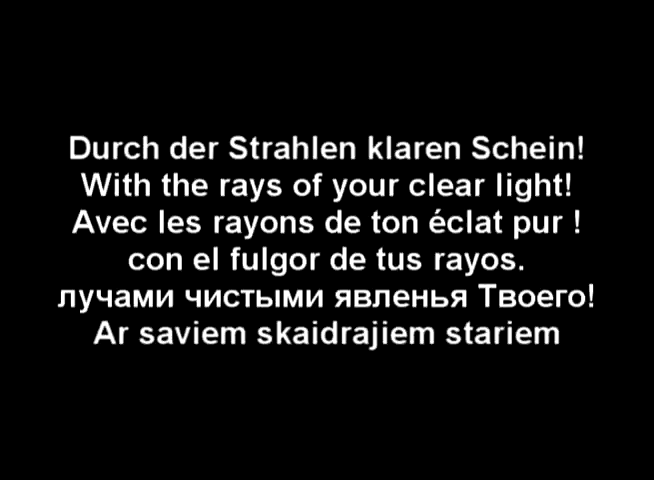 Durch der Strahlen klaren Schein!
With the rays of your clear light!
Avec les rayons de ton éclat pur !
con el fulgor de tus rayos.
лучами чистыми явленья Твоего!
Ar saviem skaidrajiem stariem